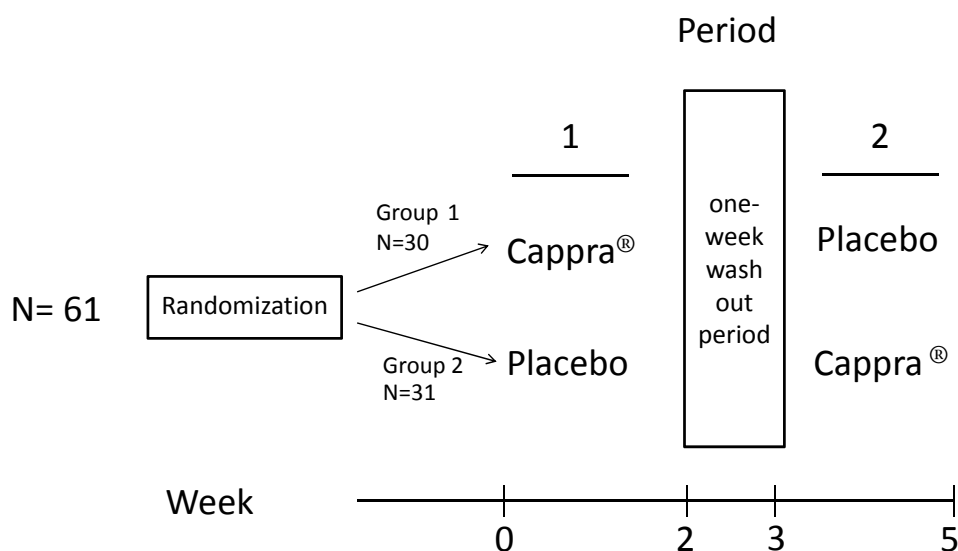 Period
1
2
Group 1
N=30
Cappra®
Placebo
one-
week
wash
out
period
N= 61
Randomization
Group 2
N=31
Placebo
Cappra ®
Week
0
2
3
5